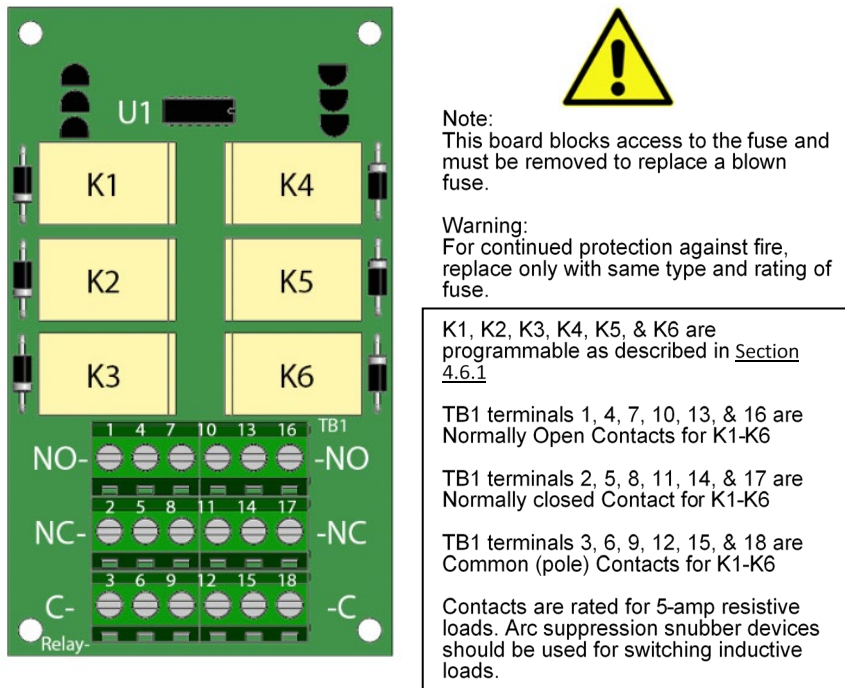 U1
K1
K4
K2
K5
K3
K6
1 4 7 10 13 16 TB1
NO- -NO
2 5 8 11 14 17
NC- -NC
3 6 9 12 15 18
C- -C
Relay-
Note:
This board blocks access to the fuse and
must be removed to replace a blown
fuse.
Warning:
For continued protection against fire,
replace only with same type and rating of
fuse.
K1, K2, K3, K4, K5, & K6 are
programmable as described in Section
4.6.1
TB1 terminals 1, 4, 7, 10, 13, & 16 are
Normally Open Contacts for K1-K6
TB1 terminals 2, 5, 8, 11, 14, & 17 are
Normally closed Contact for K1-K6
TB1 terminals 3, 6, 9, 12, 15, & 18 are
Common (pole) Contacts for K1-K6
Contacts are rated for 5-amp resistive
loads. Arc suppression snubber devices
should be used for switching inductive
loads.